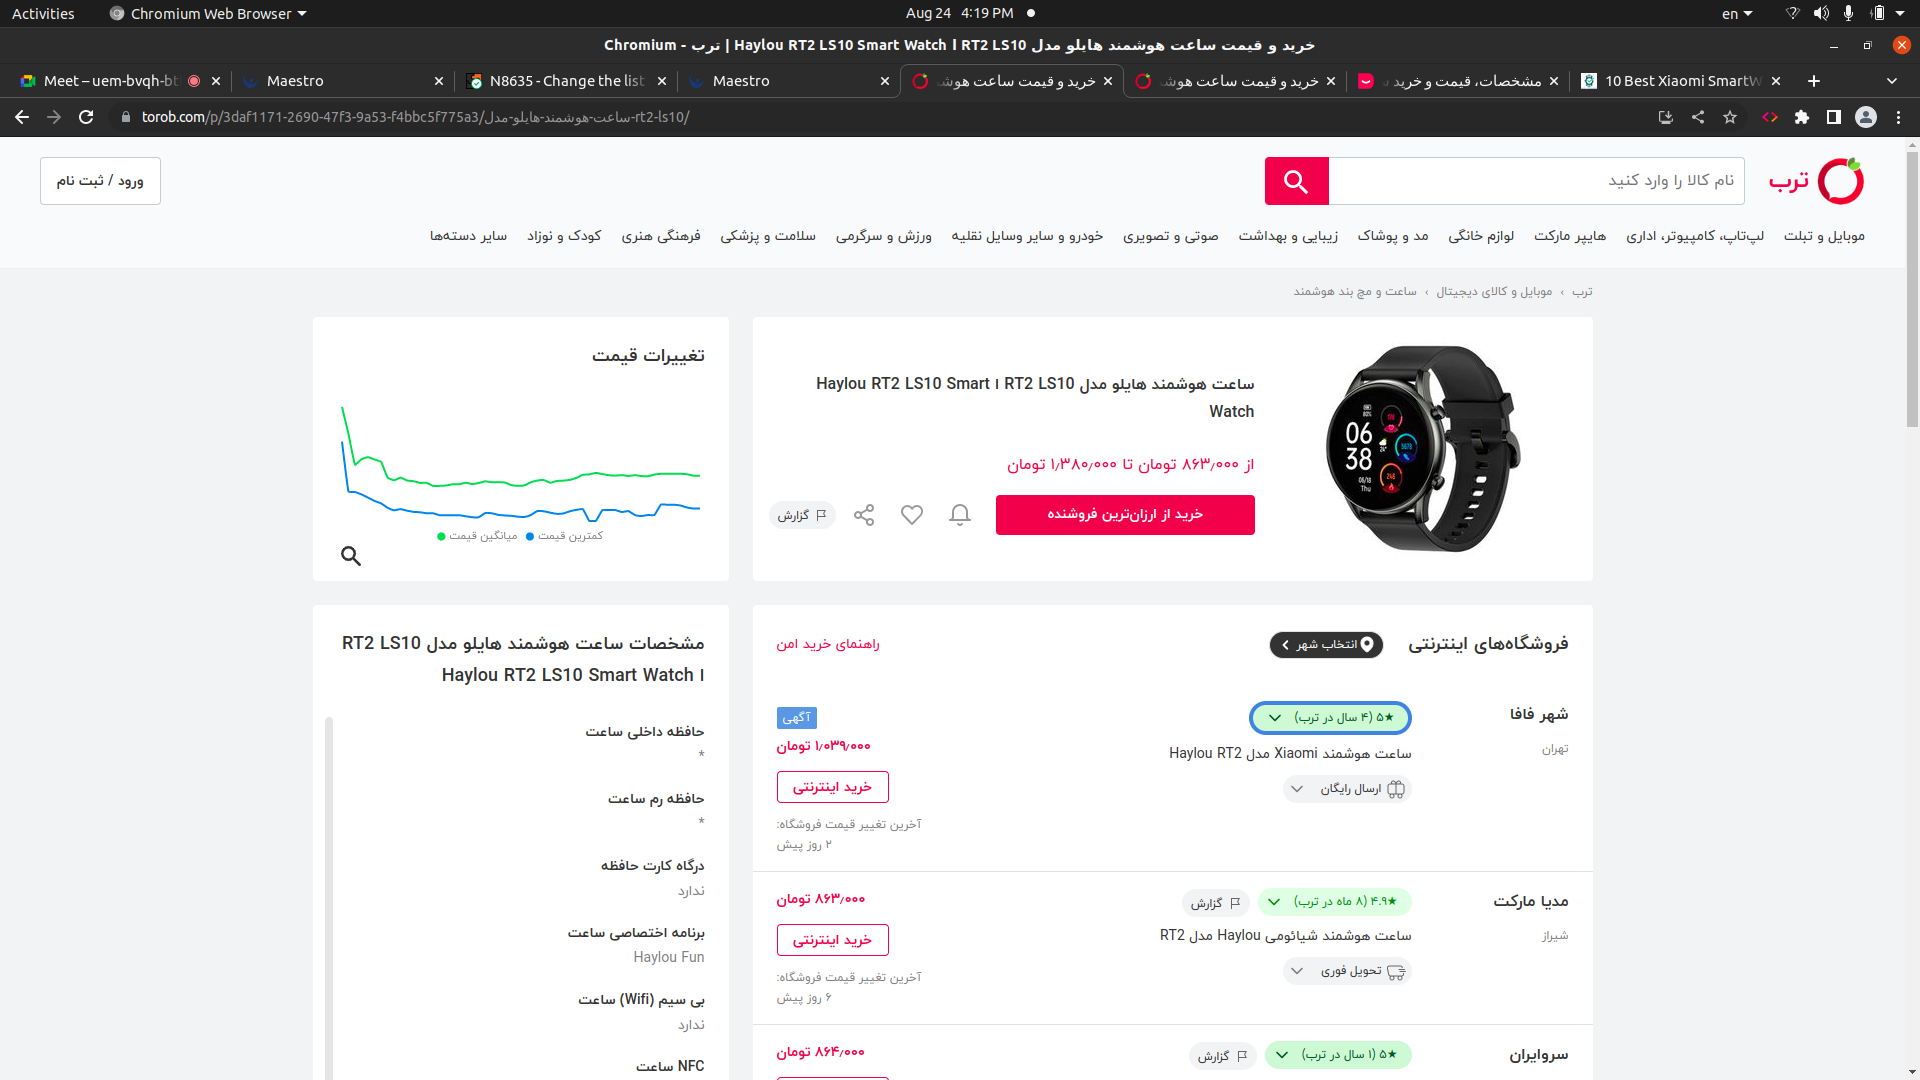 Activities
Chromium Web Browser
Aug 24 4:19 PM
en
خرید و قیمت ساعت هوشمند هایلو مدل RT2 LS10 ا Haylou RT2 LS10 Smart Watch | ترب - Chromium
Meet – uem-bvqh-bt
Maestro
N8635 - Change the list
Maestro
خرید و قیمت ساعت هوش
خرید و قیمت ساعت هوش
مشخصات، قیمت و خرید
10 Best Xiaomi SmartW
torob.com/p/3daf1171-2690-47f3-9a53-f4bbc5f775a3/ساعت-هوشمند-هایلو-مدل-rt2-ls10/
ترب
نام کالا را وارد کنید
ورود / ثبت نام
موبایل و تبلت
لپ‌تاپ، کامپیوتر، اداری
هایپر مارکت
لوازم خانگی
مد و پوشاک
زیبایی و بهداشت
صوتی و تصویری
خودرو و سایر وسایل نقلیه
ورزش و سرگرمی
سلامت و پزشکی
فرهنگی هنری
کودک و نوزاد
سایر دسته‌ها
ترب › موبایل و کالای دیجیتال › ساعت و مچ بند هوشمند
ساعت هوشمند هایلو مدل RT2 LS10 ا Haylou RT2 LS10 Smart
Watch
از ۸۶۳٫۰۰۰ تومان تا ۱٫۳۸۰٫۰۰۰ تومان
خرید از ارزان‌ترین فروشنده
گزارش
06
38
06/18
Thu
تغییرات قیمت
کمترین قیمت
میانگین قیمت
فروشگاه‌های اینترنتی
انتخاب شهر
راهنمای خرید امن
شهر فافا
تهران
۵★ (۴ سال در ترب)
ساعت هوشمند Xiaomi مدل Haylou RT2
ارسال رایگان
آگهی
۱٫۰۳۹٫۰۰۰ تومان
خرید اینترنتی
آخرین تغییر قیمت فروشگاه:
۲ روز پیش
مدیا مارکت
شیراز
۴.۹★ (۸ ماه در ترب)
گزارش
ساعت هوشمند شیائومی Haylou مدل RT2
تحویل فوری
۸۶۳٫۰۰۰ تومان
خرید اینترنتی
آخرین تغییر قیمت فروشگاه:
۶ روز پیش
سروایران
۵★ (۱ سال در ترب)
گزارش
۸۶۴٫۰۰۰ تومان
مشخصات ساعت هوشمند هایلو مدل RT2 LS10
ا Haylou RT2 LS10 Smart Watch
حافظه داخلی ساعت
*
حافظه رم ساعت
*
درگاه کارت حافظه
ندارد
برنامه اختصاصی ساعت
Haylou Fun
بی سیم (Wifi) ساعت
ندارد
NFC ساعت